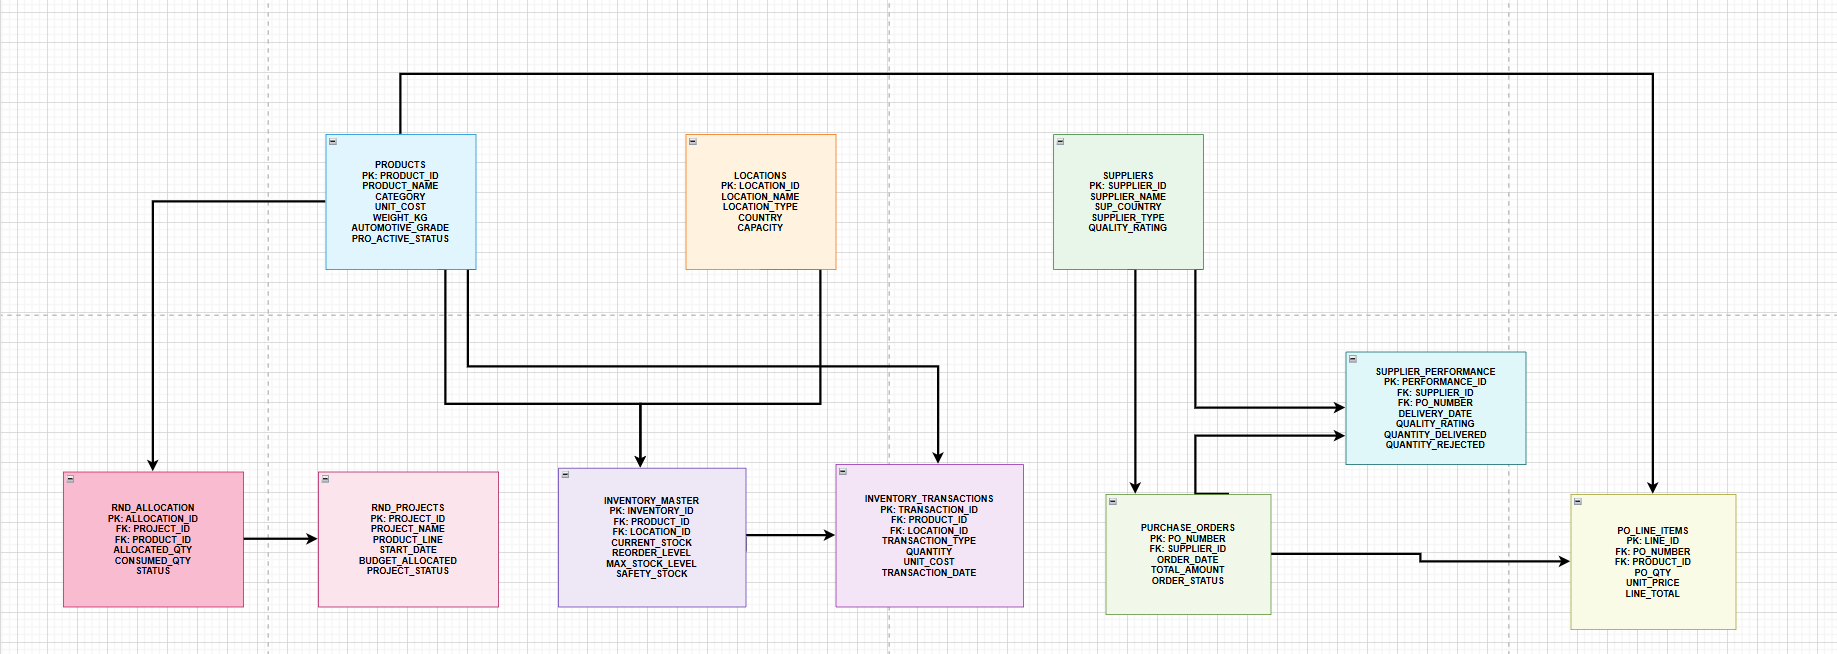 PRODUCTS
PK: PRODUCT_ID
PRODUCT_NAME
CATEGORY
UNIT_COST
WEIGHT_KG
AUTOMOTIVE_GRADE
PRO_ACTIVE_STATUS
LOCATIONS
PK: LOCATION_ID
LOCATION_NAME
LOCATION_TYPE
COUNTRY
CAPACITY
SUPPLIERS
PK: SUPPLIER_ID
SUPPLIER_NAME
SUP_COUNTRY
SUPPLIER_TYPE
QUALITY_RATING
SUPPLIER_PERFORMANCE
PK: PERFORMANCE_ID
FK: SUPPLIER_ID
FK: PO_NUMBER
DELIVERY_DATE
QUALITY_RATING
QUANTITY_DELIVERED
QUANTITY_REJECTED
RND_ALLOCATION
PK: ALLOCATION_ID
FK: PROJECT_ID
FK: PRODUCT_ID
ALLOCATED_QTY
CONSUMED_QTY
STATUS
RND_PROJECTS
PK: PROJECT_ID
PROJECT_NAME
PRODUCT_LINE
START_DATE
BUDGET_ALLOCATED
PROJECT_STATUS
INVENTORY_MASTER
PK: INVENTORY_ID
FK: PRODUCT_ID
FK: LOCATION_ID
CURRENT_STOCK
REORDER_LEVEL
MAX_STOCK_LEVEL
SAFETY_STOCK
INVENTORY_TRANSACTIONS
PK: TRANSACTION_ID
FK: PRODUCT_ID
FK: LOCATION_ID
TRANSACTION_TYPE
QUANTITY
UNIT_COST
TRANSACTION_DATE
PURCHASE_ORDERS
PK: PO_NUMBER
FK: SUPPLIER_ID
ORDER_DATE
TOTAL_AMOUNT
ORDER_STATUS
PO_LINE_ITEMS
PK: LINE_ID
FK: PO_NUMBER
FK: PRODUCT_ID
PO_QTY
UNIT_PRICE
LINE_TOTAL